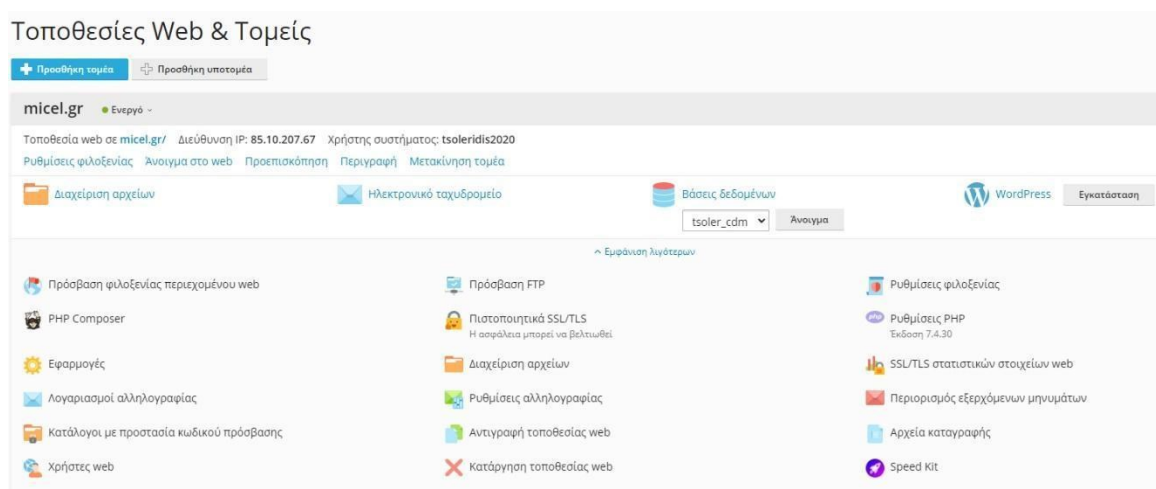 Τοποθεσίες Web & Τομείς
Προσθήκη τομέα Προσθήκη υποτομέα
micel.gr Ενεργό
Τοποθεσία web σε micel.gr/ Διεύθυνση IP: 85.10.207.67 Χρήστης συστήματος: tsoleridis2020
Ρυθμίσεις φιλοξενίας Άνοιγμα στο web Προεπισκόπηση Περιγραφή Μετακίνηση τομέα
Διαχείριση αρχείων Ηλεκτρονικό ταχυδρομείο Βάσεις δεδομένων WordPress Εγκατάσταση
tsoler_cdm Άνοιγμα
Εμφάνιση λιγότερων
Πρόσβαση φιλοξενίας περιεχομένου web Πρόσβαση FTP Ρυθμίσεις φιλοξενίας
PHP Composer Πιστοποιητικά SSL/TLS php Ρυθμίσεις PHP
Η ασφάλεια μπορεί να βελτιωθεί Έκδοση 7.4.30
Εφαρμογές Διαχείριση αρχείων SSL/TLS στατιστικών στοιχείων web
Λογαριασμοί αλληλογραφίας Ρυθμίσεις αλληλογραφίας Περιορισμός εξερχόμενων μηνυμάτων
Κατάλογοι με προστασία κωδικού πρόσβασης Αντιγραφή τοποθεσίας web Αρχεία καταγραφής
Χρήστες web Κατάργηση τοποθεσίας web Speed Kit